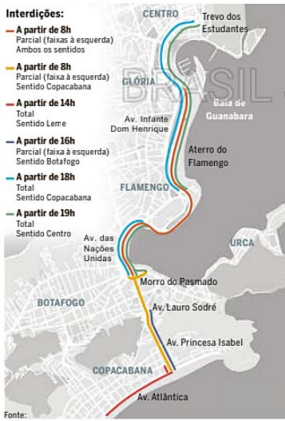 Interdições:
A partir de 8h
Parcial (faixas à esquerda)
Ambos os sentidos
A partir de 8h
Parcial (faixa à esquerda)
Sentido Copacabana
A partir de 14h
Total
Sentido Leme
A partir de 16h
Parcial (faixa à esquerda)
Sentido Botafogo
A partir de 18h
Total
Sentido Copacabana
A partir de 19h
Total
Sentido Centro
CENTRO
Trevo dos
Estudantes
GLÓRIA
BRASIL
Baía de
Guanabara
Av. Infante
Dom Henrique
Aterro do
Flamengo
FLAMENGO
Av. das
Nações
Unidas
URCA
Morro do Pasmado
BOTAFOGO
Av. Lauro Sodré
Av. Princesa Isabel
COPACABANA
Av. Atlântica
Fonte: